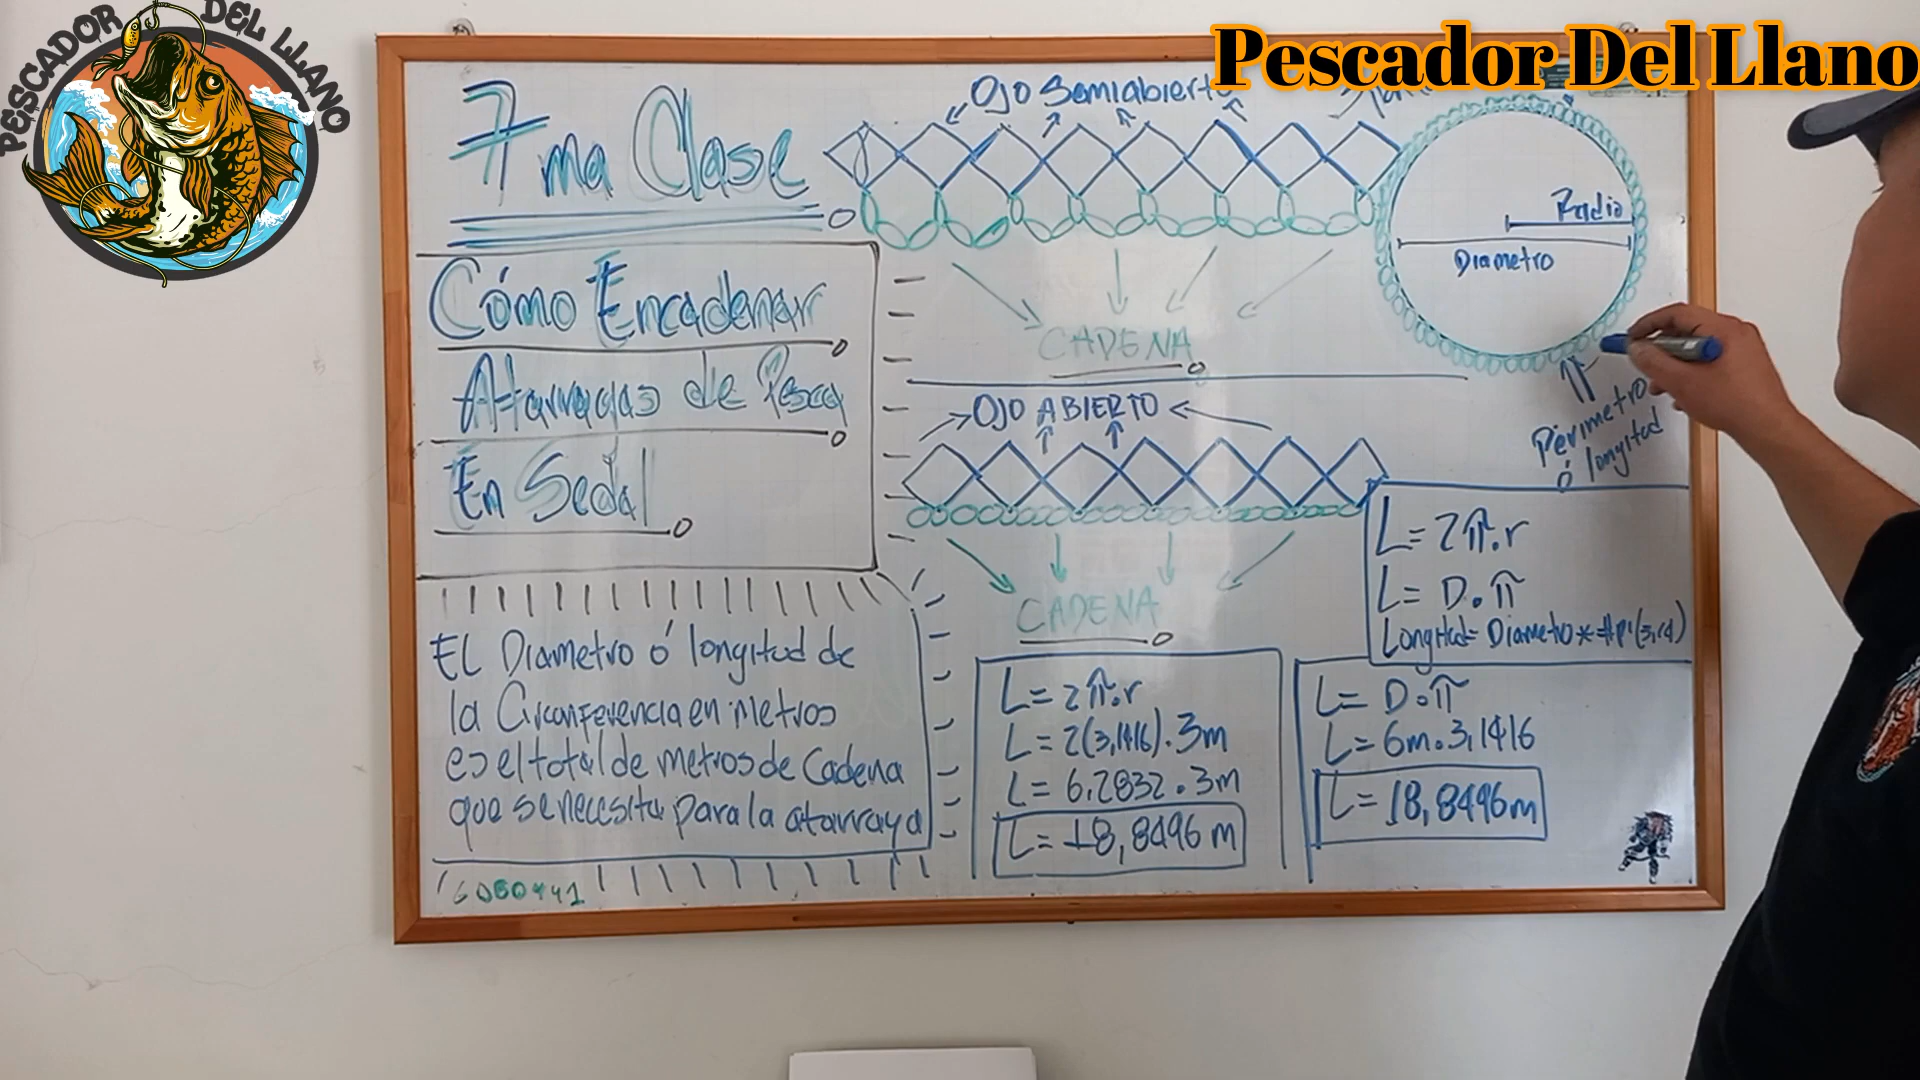 PESCADOR DEL LLANO
Pescador Del Llano
7ma Clase
Cómo Encadenar
Atarrayas de Pesca
En Sedal
El Diametro ó longitud de
la Circunferencia en metros
es el total de metros de Cadena
que se necesita para la atarraya
Ojo Semiabierto
CADENA
OJO ABIERTO
CADENA
Radio
Diametro
Perimetro
ó longitud
L= 2π.r
L= D.π
Longitud= Diametro * # pi (3,14)
L= 2π.r
L= 2(3,1416).3m
L= 6,2832.3m
L= 18,8496 m
L= D.π
L= 6m.3,1416
L= 18,8496m